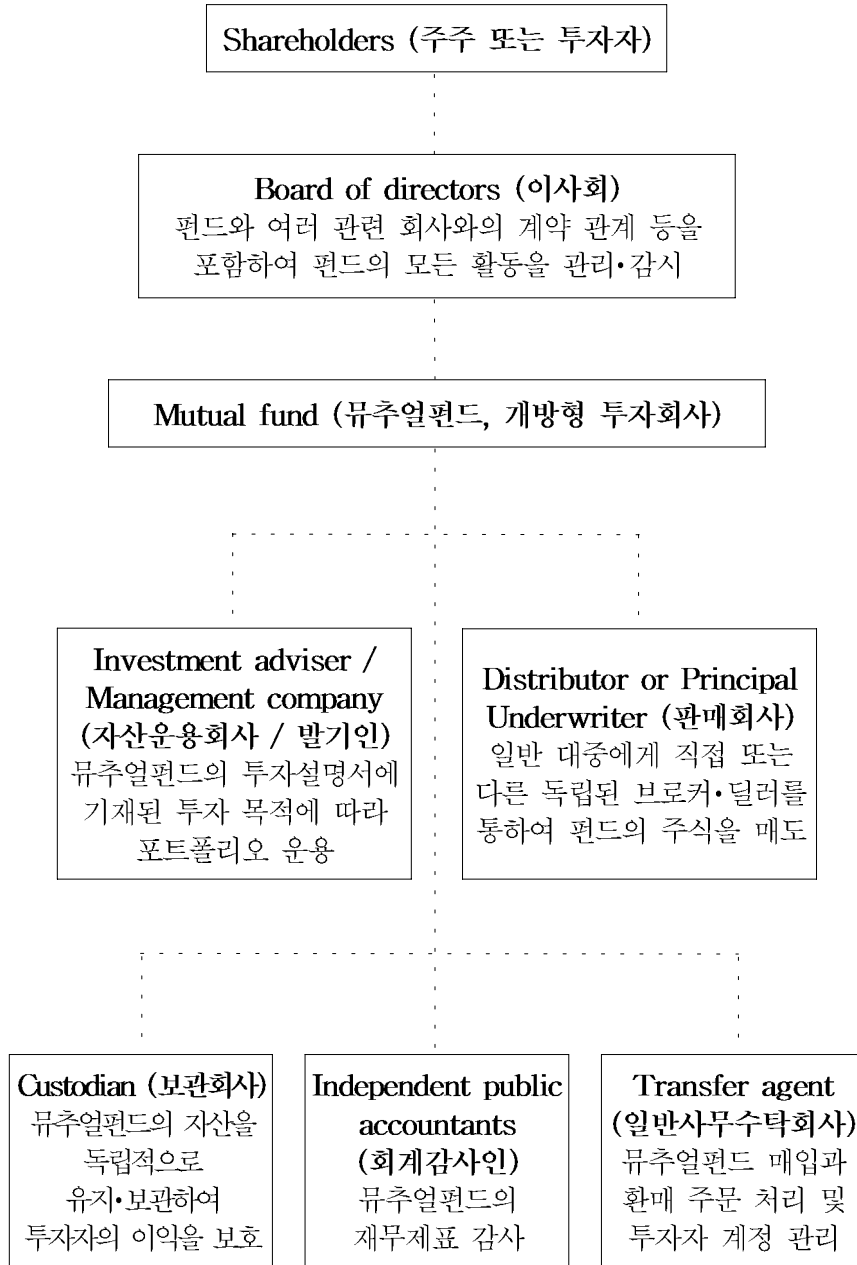 Shareholders (주주 또는 투자자)
Board of directors (이사회)
펀드와 여러 관련 회사와의 계약 관계 등을
포함하여 펀드의 모든 활동을 관리•감시
Mutual fund (뮤추얼펀드, 개방형 투자회사)
Investment adviser /
Management company
(자산운용회사 / 발기인)
뮤추얼펀드의 투자설명서에
기재된 투자 목적에 따라
포트폴리오 운용
Distributor or Principal
Underwriter (판매회사)
일반 대중에게 직접 또는
다른 독립된 브로커•딜러를
통하여 펀드의 주식을 매도
Custodian (보관회사)
뮤추얼펀드의 자산을
독립적으로
유지•보관하여
투자자의 이익을 보호
Independent public
accountants
(회계감사인)
뮤추얼펀드의
재무제표 감사
Transfer agent
(일반사무수탁회사)
뮤추얼펀드 매입과
환매 주문 처리 및
투자자 계정 관리